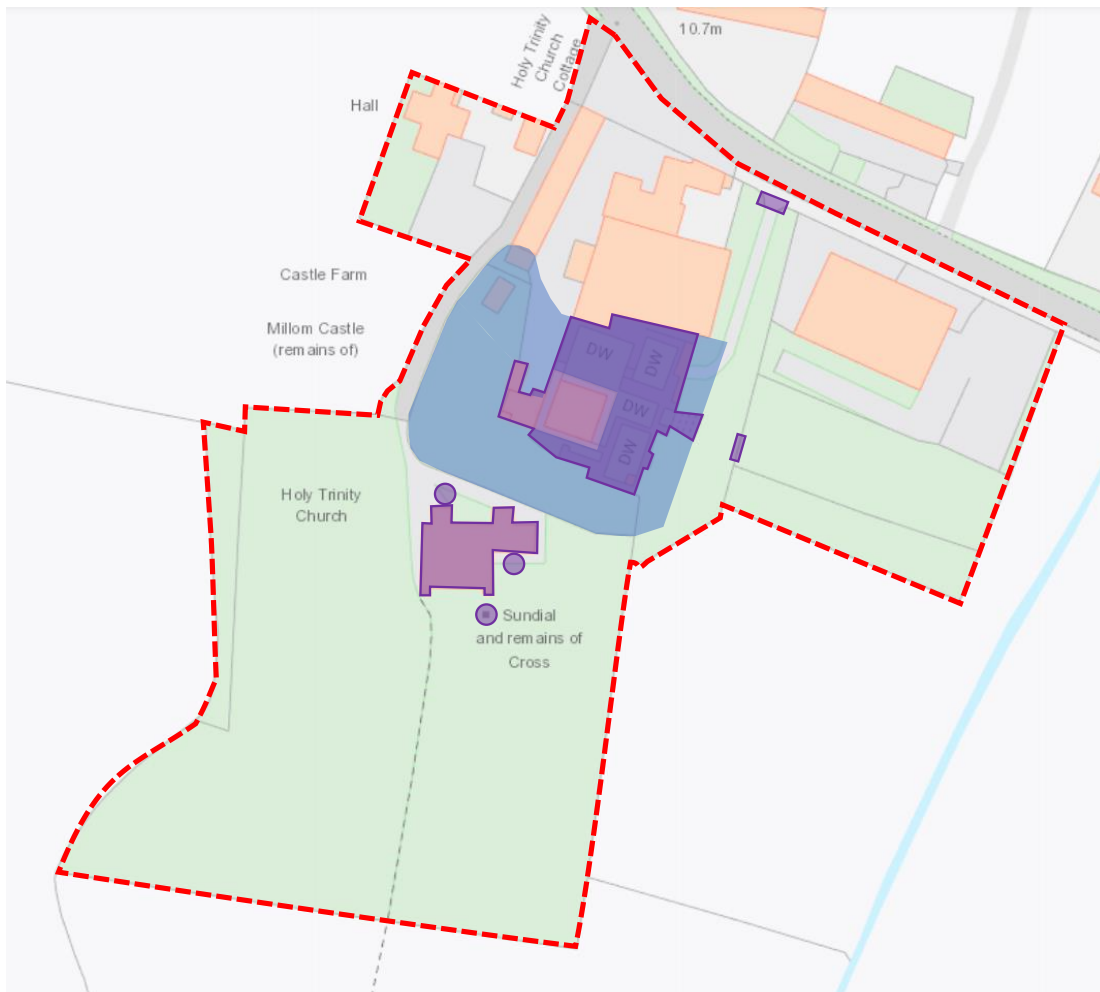 10.7m
Holy Trinity
Church
Cottage
Hall
Castle Farm
Millom Castle
(remains of)
DW
DW
DW
DW
Holy Trinity
Church
Sundial
and remains of
Cross